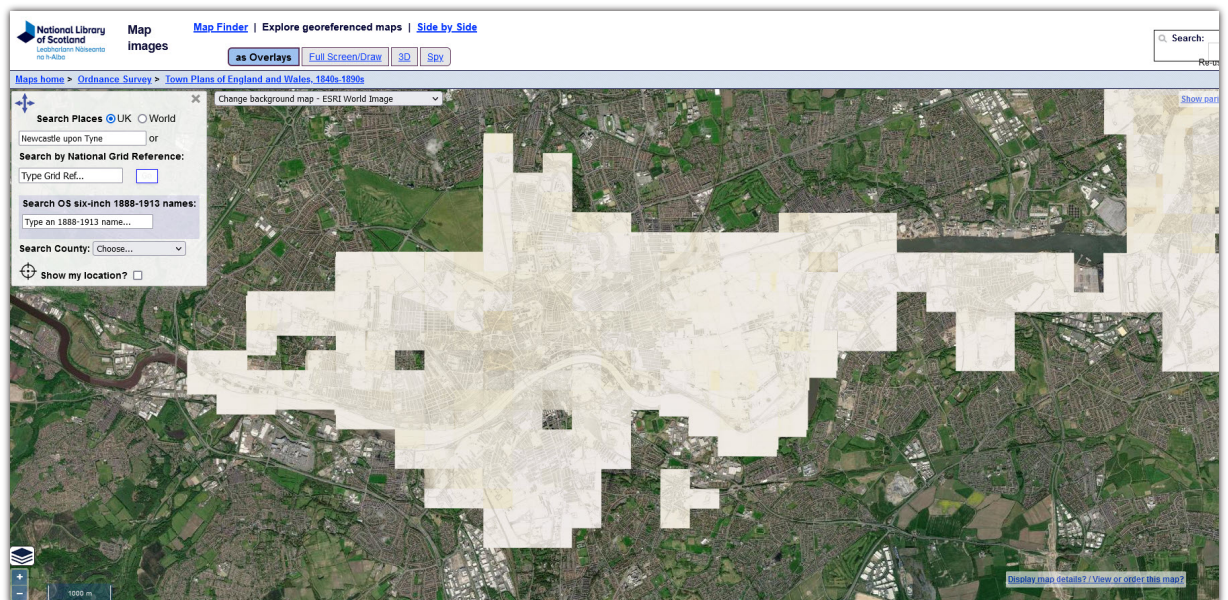 National Library
of Scotland
Leabharlann Nàiseanta
na h-Alba
Map
images
Map Finder | Explore georeferenced maps | Side by Side
as Overlays Full Screen/Draw 3D Spy
Search:
Maps home > Ordnance Survey > Town Plans of England and Wales, 1840s-1890s
Change background map - ESRI World Image
Show
Search Places UK World
Newcastle upon Tyne or
Search by National Grid Reference:
Type Grid Ref...
Search OS six-inch 1888-1913 names:
Type an 1888-1913 name...
Search County: Choose...
Show my location?
+
−
1000 m
Display map details? / View or order this map?